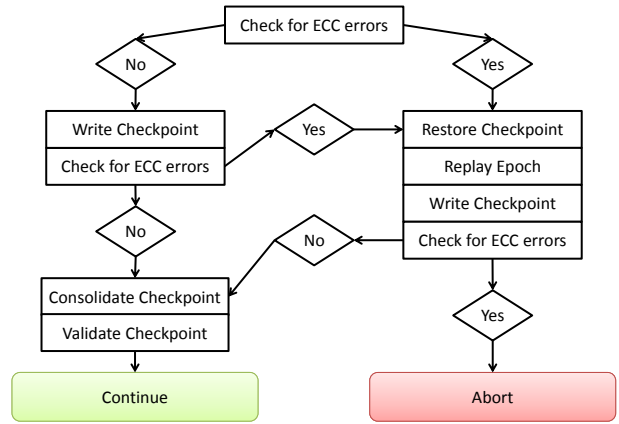 Check for ECC errors
No
Yes
Write Checkpoint
Yes
Restore Checkpoint
Check for ECC errors
Replay Epoch
Write Checkpoint
No
No
Check for ECC errors
Consolidate Checkpoint
Validate Checkpoint
Yes
Continue
Abort